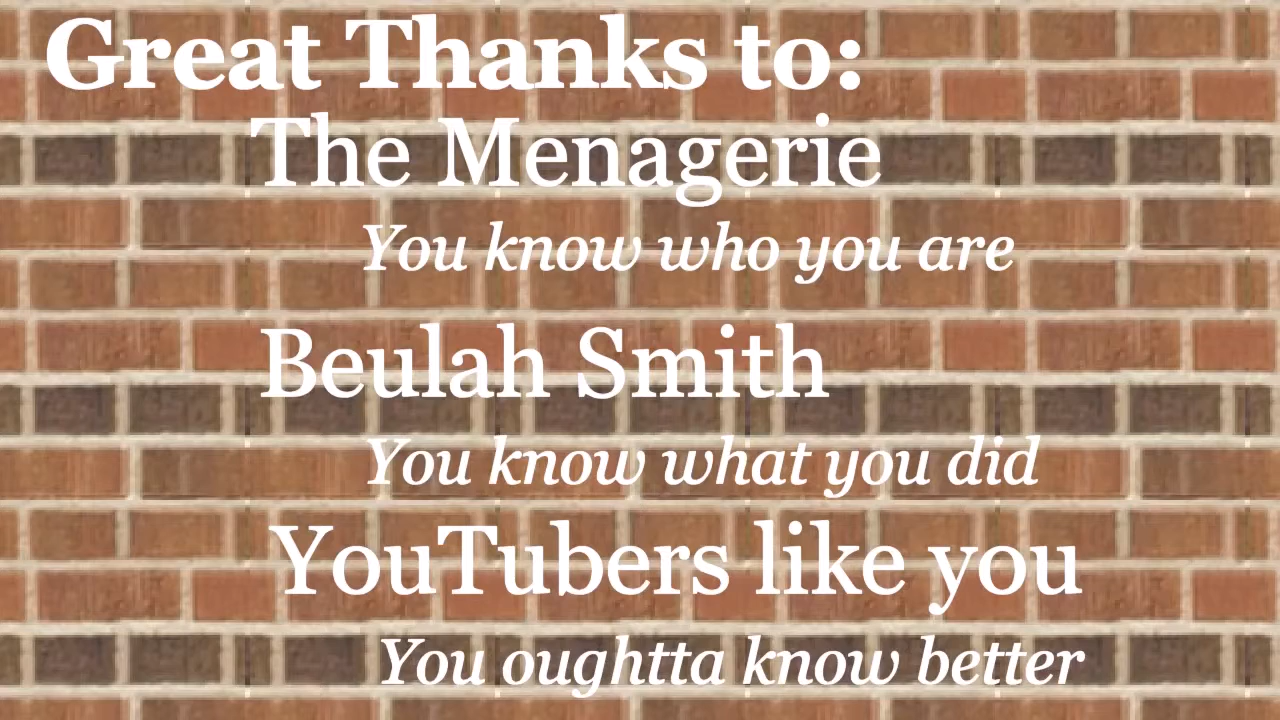 Great Thanks to:
The Menagerie
You know who you are
Beulah Smith
You know what you did
YouTubers like you
You oughtta know better